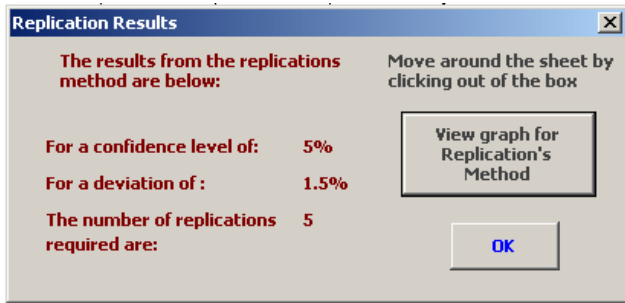 Replication Results
The results from the replications
method are below:
Move around the sheet by
clicking out of the box
For a confidence level of: 5%
For a deviation of : 1.5%
The number of replications 5
required are:
View graph for
Replication's
Method
OK